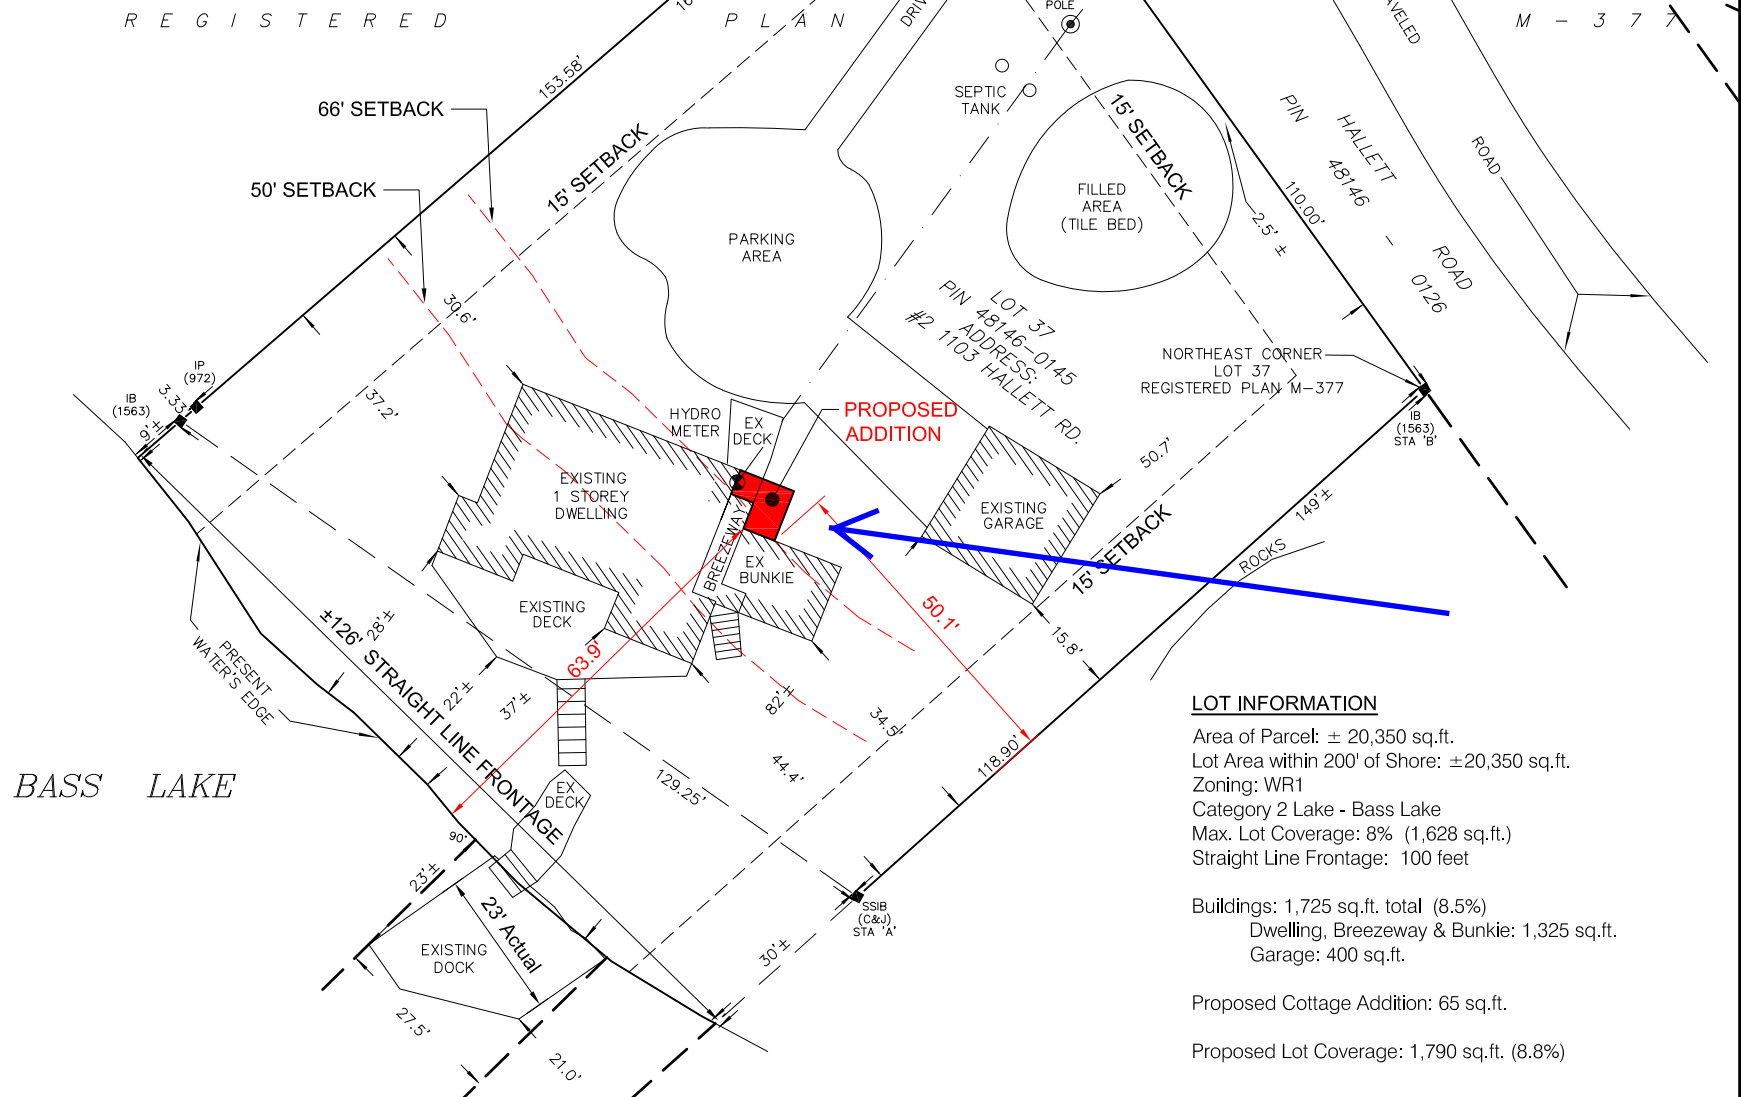 REGISTERED PLAN M-377
POLE
153.58'
66' SETBACK
50' SETBACK
15' SETBACK
SEPTIC
TANK
15' SETBACK
FILLED
AREA
(TILE BED)
PARKING
AREA
2.5' ±
110.00'
PIN 48146 - 0126
HALLETT ROAD
ROAD
30.6'
37.2'
LOT 37
PIN 48146-0145
ADDRESS:
#2 1103 HALLETT RD.
NORTHEAST CORNER
LOT 37
REGISTERED PLAN M-377
IP
(972)
IB
(1563)
3.33'
IB
(1563)
STA 'B'
HYDRO
METER
EX
DECK
PROPOSED
ADDITION
50.7'
EXISTING
1 STOREY
DWELLING
EXISTING
GARAGE
149'±
BREEZEWAY
EX
BUNKIE
15' SETBACK
ROCKS
EXISTING
DECK
50.1'
63.9'
15.8'
±126' STRAIGHT LINE FRONTAGE
28'±
22'±
37'±
82'±
34.5'
44.4'
PRESENT
WATER'S EDGE
118.90'
129.25'
BASS LAKE
EX
DECK
90'
23'±
23' Actual
EXISTING
DOCK
SSIB
(C&J)
STA 'A'
30'±
27.5'
21.0'
LOT INFORMATION
Area of Parcel: ± 20,350 sq.ft.
Lot Area within 200' of Shore: ±20,350 sq.ft.
Zoning: WR1
Category 2 Lake - Bass Lake
Max. Lot Coverage: 8% (1,628 sq.ft.)
Straight Line Frontage: 100 feet
Buildings: 1,725 sq.ft. total (8.5%)
Dwelling, Breezeway & Bunkie: 1,325 sq.ft.
Garage: 400 sq.ft.
Proposed Cottage Addition: 65 sq.ft.
Proposed Lot Coverage: 1,790 sq.ft. (8.8%)